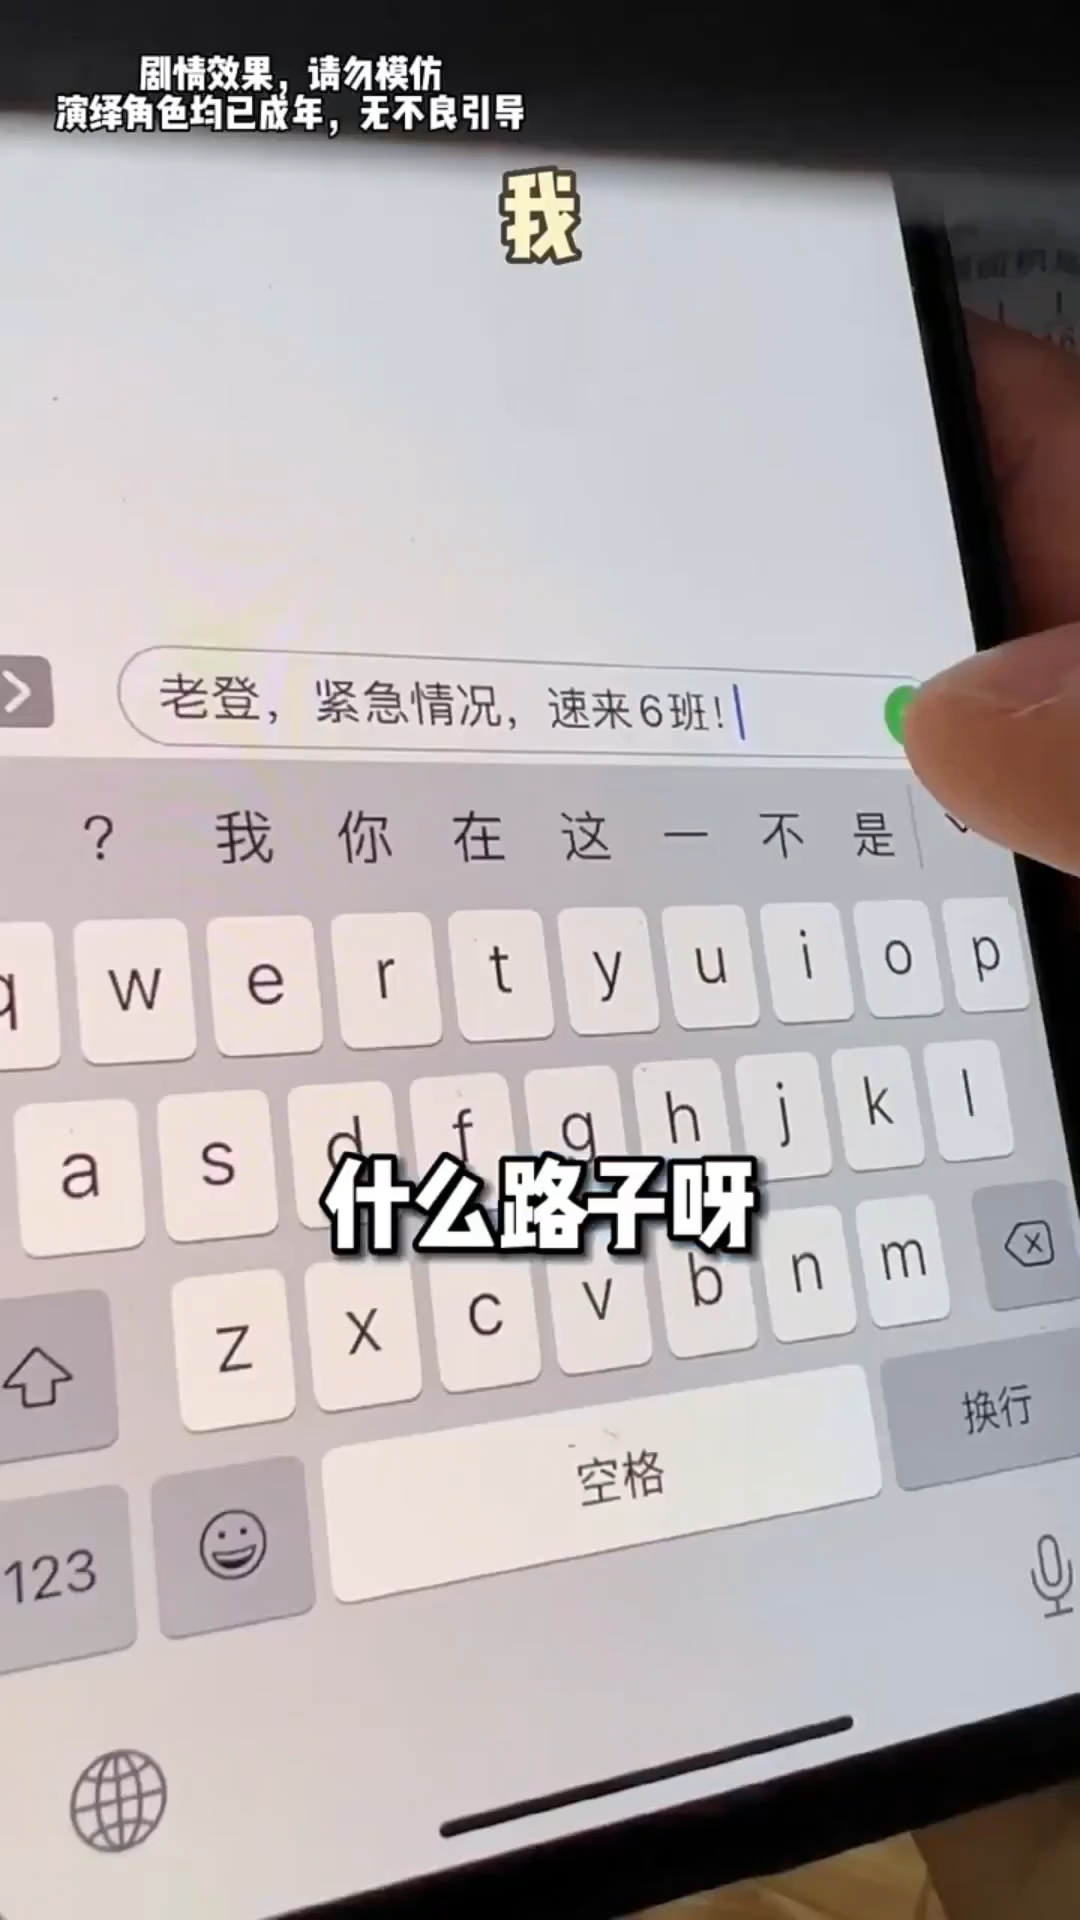 剧情效果，请勿模仿
演绎角色均已成年，无不良引导
我
老登，紧急情况，速来6班!
? 我 你 在 这 一 不 是
q w e r t y u i o p
a s d f g h j k l
什么路子呀
z x c v b n m
123 空格 换行